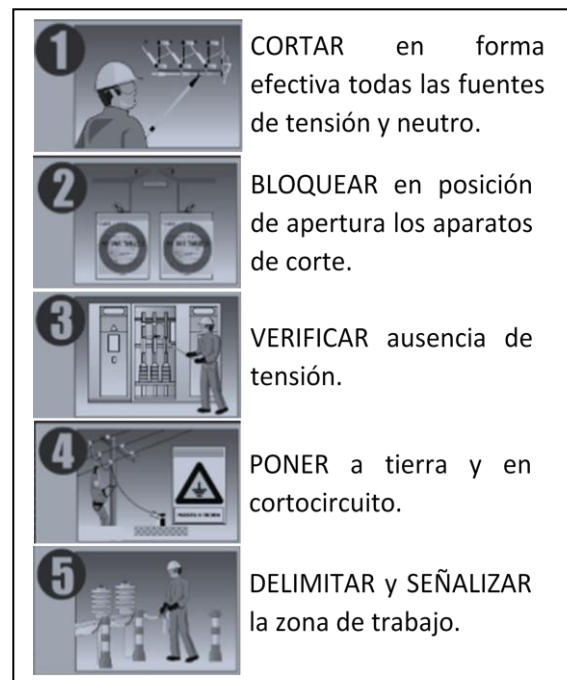 1
CORTAR en forma
efectiva todas las fuentes
de tensión y neutro.
2
BLOQUEAR en posición
de apertura los aparatos
de corte.
3
VERIFICAR ausencia de
tensión.
4
PONER a tierra y en
cortocircuito.
5
DELIMITAR y SEÑALIZAR
la zona de trabajo.